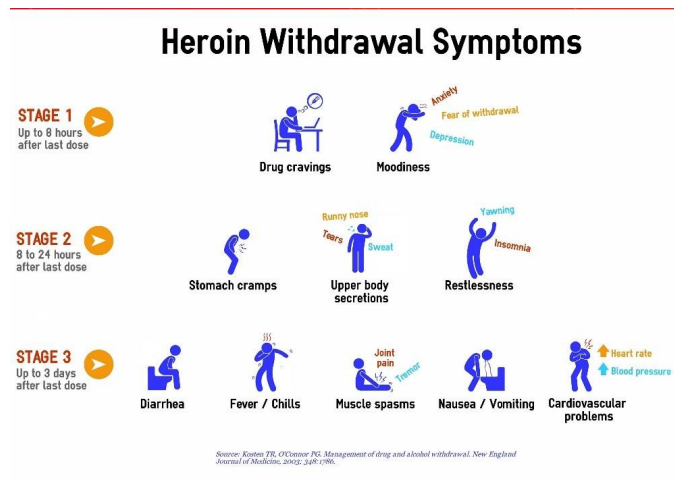 Heroin Withdrawal Symptoms
STAGE 1
Up to 8 hours
after last dose
Anxiety
Fear of withdrawal
Depression
Drug cravings
Moodiness
STAGE 2
8 to 24 hours
after last dose
Runny nose
Tears
Sweat
Yawning
Insomnia
Stomach cramps
Upper body
secretions
Restlessness
STAGE 3
Up to 3 days
after last dose
Joint
pain
Tremor
Heart rate
Blood pressure
Diarrhea
Fever / Chills
Muscle spasms
Nausea / Vomiting
Cardiovascular
problems
Source: Kosten TR, O'Connor PG. Management of drug and alcohol withdrawal. New England
Journal of Medicine, 2003; 348:1786.